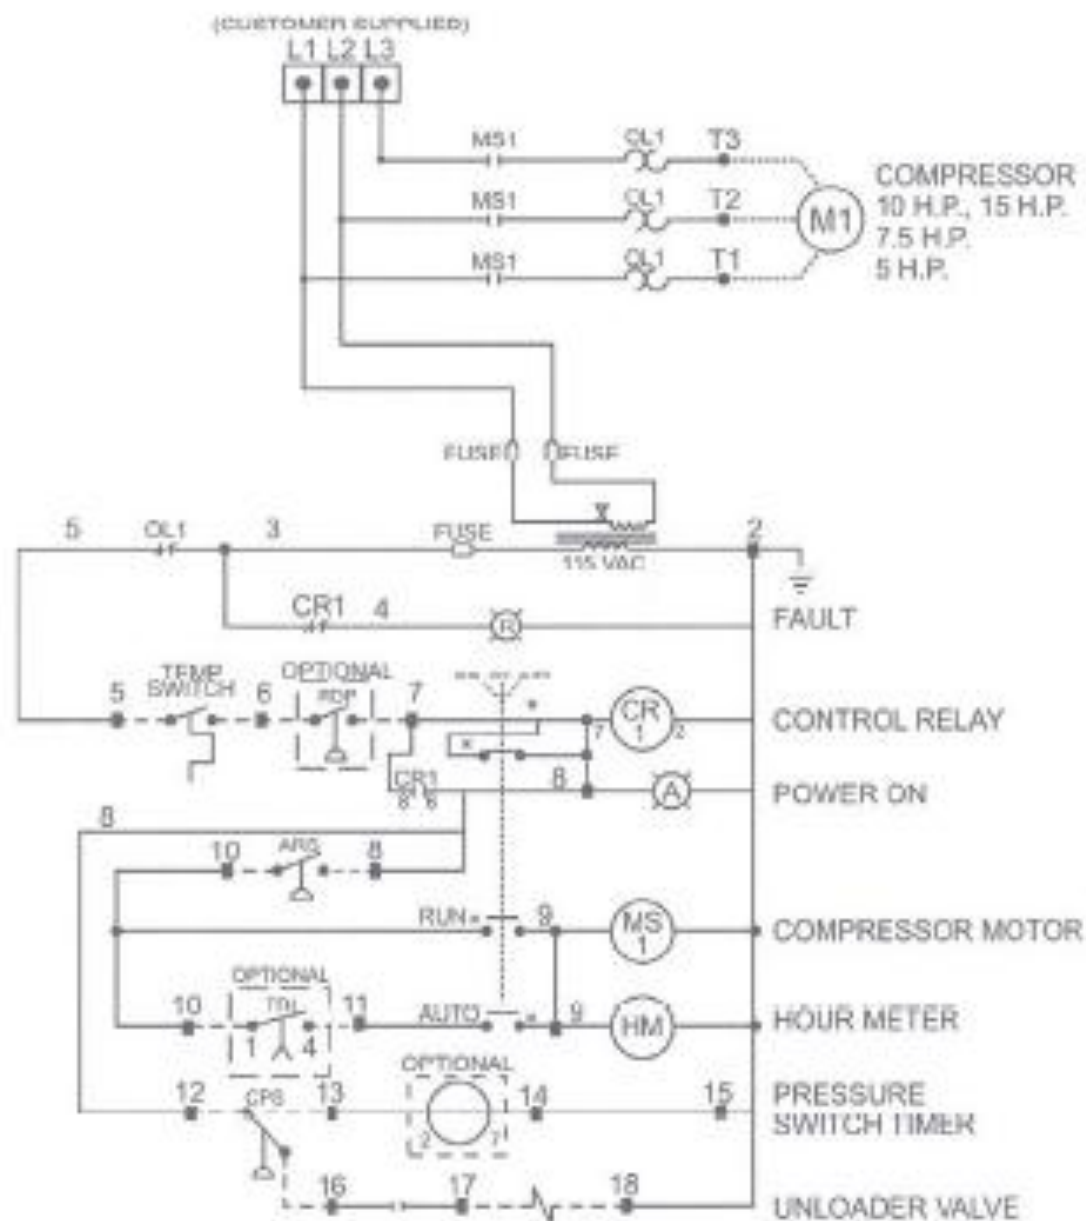 (CUSTOMER SUPPLIED)
L1 L2 L3
MS1 OL1 T3
MS1 OL1 T2
MS1 OL1 T1
M1
COMPRESSOR
10 H.P., 15 H.P.
7.5 H.P.
5 H.P.
FUSE FUSE
5 OL1 3 FUSE 2
115 VAC
CR1 4 R
FAULT
5 TEMP SWITCH 6 OPTIONAL 7
CR 1
7 2
CONTROL RELAY
CR1
8 A
POWER ON
8
10 8
RUN 9 MS 1
COMPRESSOR MOTOR
OPTIONAL
10 1 4 11 AUTO 9 HM
HOUR METER
OPTIONAL
12 CPS 13 2 7 14 15
PRESSURE
SWITCH TIMER
16 17 18
UNLOADER VALVE